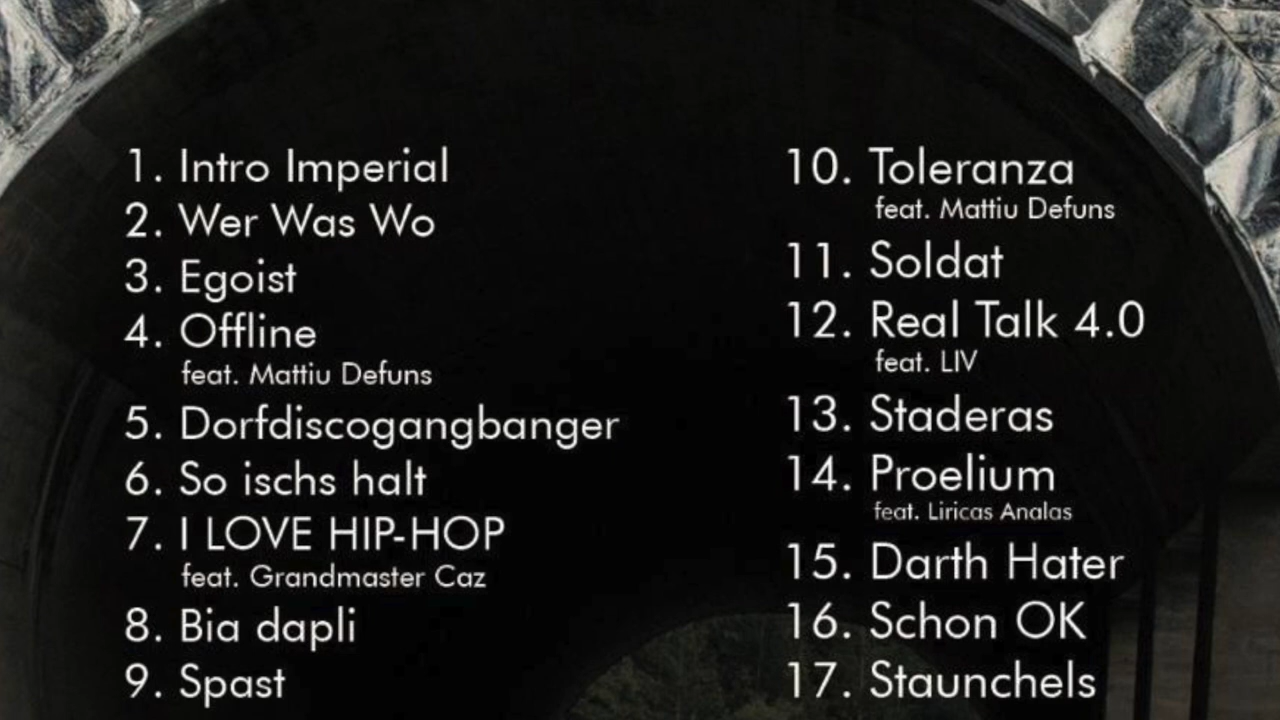 1. Intro Imperial
2. Wer Was Wo
3. Egoist
4. Offline
feat. Mattiu Defuns
5. Dorfdiscogangbanger
6. So ischs halt
7. I LOVE HIP-HOP
feat. Grandmaster Caz
8. Bia dapli
9. Spast
10. Toleranza
feat. Mattiu Defuns
11. Soldat
12. Real Talk 4.0
feat. LIV
13. Staderas
14. Proelium
feat. Liricas Analas
15. Darth Hater
16. Schon OK
17. Staunchels